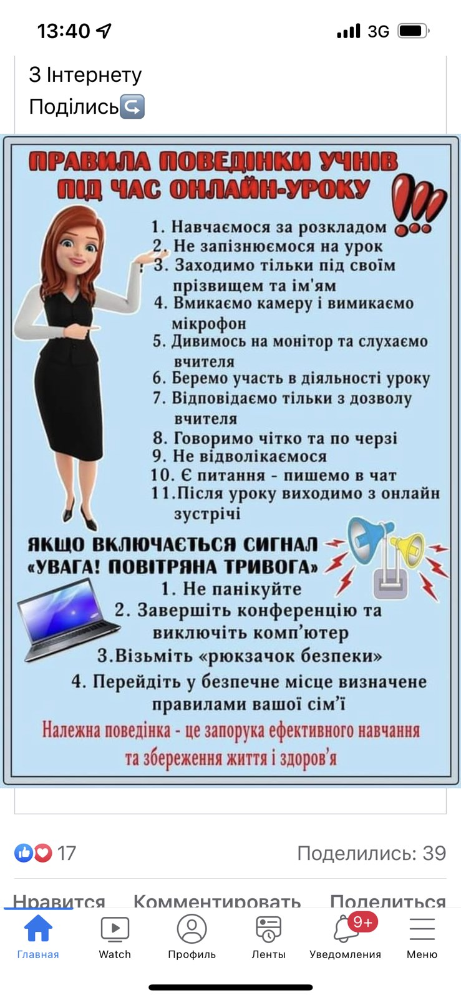 13:40
3G
З Інтернету
Поділись
ПРАВИЛА ПОВЕДІНКИ УЧНІВ
ПІД ЧАС ОНЛАЙН-УРОКУ
1. Навчаємося за розкладом
2. Не запізнюємося на урок
3. Заходимо тільки під своїм
прізвищем та ім'ям
4. Вмикаємо камеру і вимикаємо
мікрофон
5. Дивимось на монітор та слухаємо
вчителя
6. Беремо участь в діяльності уроку
7. Відповідаємо тільки з дозволу
вчителя
8. Говоримо чітко та по черзі
9. Не відволікаємося
10. Є питання - пишемо в чат
11.Після уроку виходимо з онлайн
зустрічі
ЯКЩО ВКЛЮЧАЄТЬСЯ СИГНАЛ
«УВАГА! ПОВІТРЯНА ТРИВОГА»
1. Не панікуйте
2. Завершіть конференцію та
виключіть комп’ютер
3.Візьміть «рюкзачок безпеки»
4. Перейдіть у безпечне місце визначене
правилами вашої сім’ї
Належна поведінка - це запорука ефективного навчання
та збереження життя і здоров’я
17 Поделились: 39
Нравится Комментировать Поделиться
9+
Главная Watch Профиль Ленты Уведомления Меню